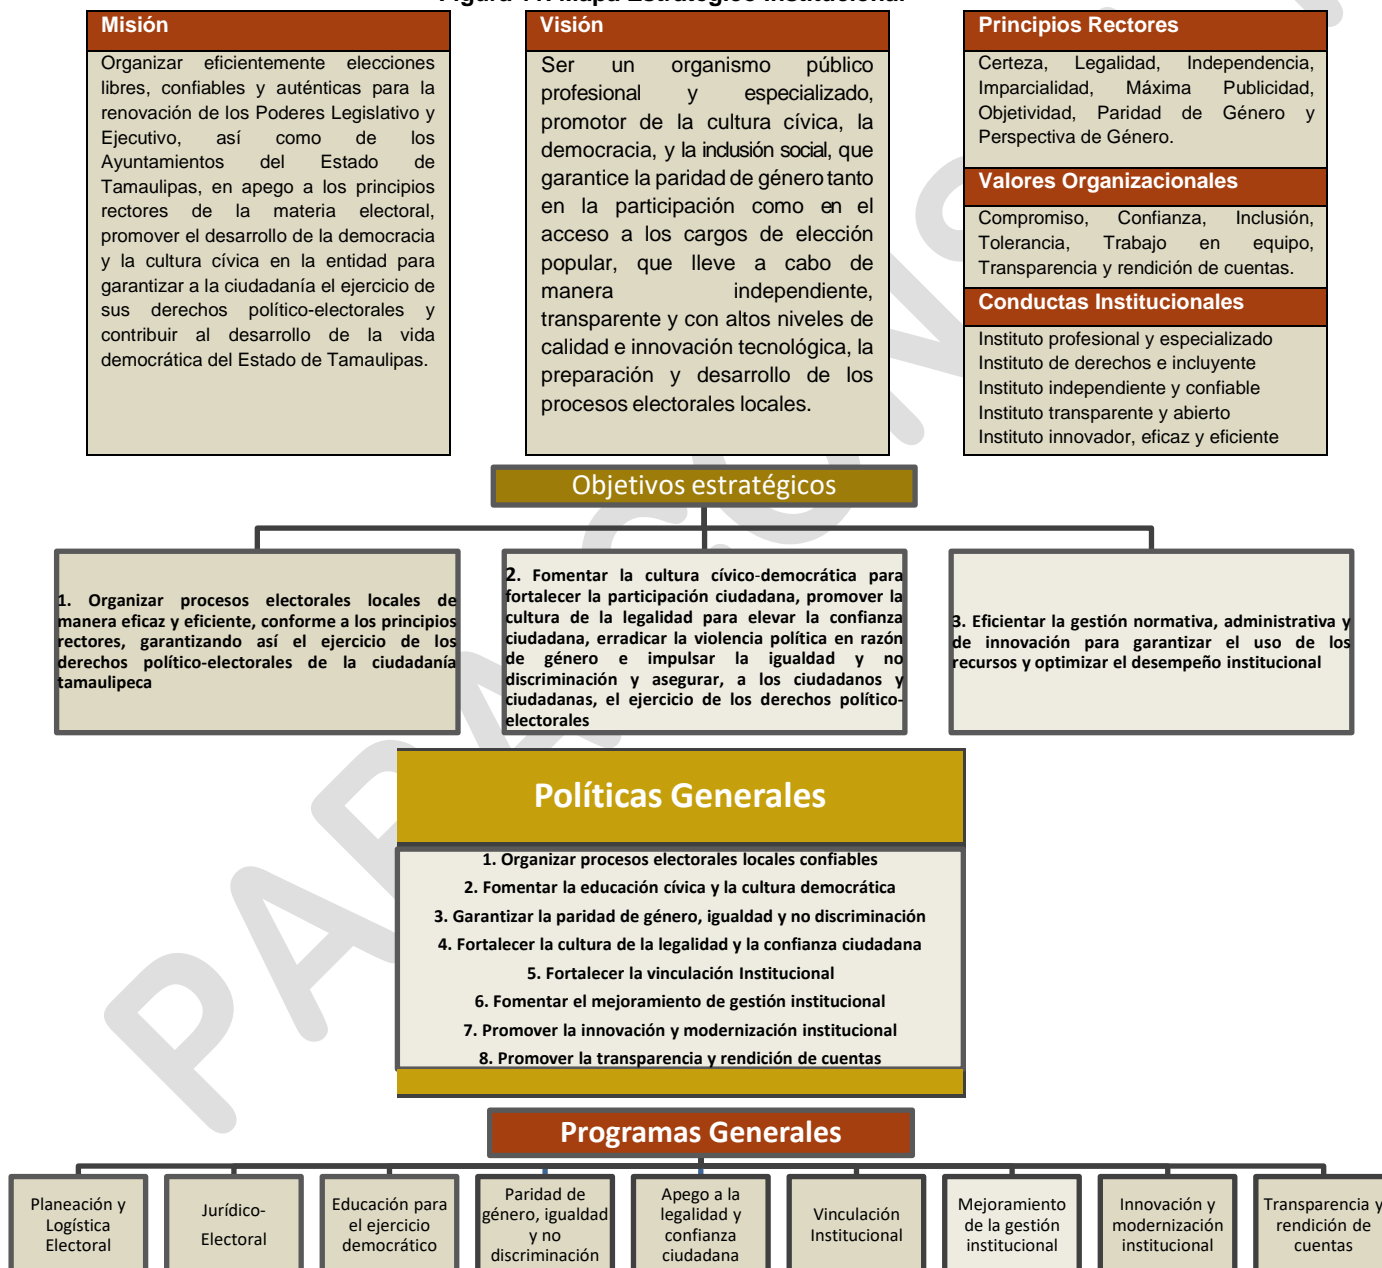 Figura 11. Mapa Estratégico Institucional
Misión
Organizar eficientemente elecciones
libres, confiables y auténticas para la
renovación de los Poderes Legislativo y
Ejecutivo, así como de los
Ayuntamientos del Estado de
Tamaulipas, en apego a los principios
rectores de la materia electoral,
promover el desarrollo de la democracia
y la cultura cívica en la entidad para
garantizar a la ciudadanía el ejercicio de
sus derechos político-electorales y
contribuir al desarrollo de la vida
democrática del Estado de Tamaulipas.
Visión
Ser un organismo público
profesional y especializado,
promotor de la cultura cívica, la
democracia, y la inclusión social, que
garantice la paridad de género tanto
en la participación como en el
acceso a los cargos de elección
popular, que lleve a cabo de
manera independiente,
transparente y con altos niveles de
calidad e innovación tecnológica, la
preparación y desarrollo de los
procesos electorales locales.
Principios Rectores
Certeza, Legalidad, Independencia,
Imparcialidad, Máxima Publicidad,
Objetividad, Paridad de Género y
Perspectiva de Género.
Valores Organizacionales
Compromiso, Confianza, Inclusión,
Tolerancia, Trabajo en equipo,
Transparencia y rendición de cuentas.
Conductas Institucionales
Instituto profesional y especializado
Instituto de derechos e incluyente
Instituto independiente y confiable
Instituto transparente y abierto
Instituto innovador, eficaz y eficiente
Objetivos estratégicos
1. Organizar procesos electorales locales de
manera eficaz y eficiente, conforme a los principios
rectores, garantizando así el ejercicio de los
derechos político-electorales de la ciudadanía
tamaulipeca
2. Fomentar la cultura cívico-democrática para
fortalecer la participación ciudadana, promover la
cultura de la legalidad para elevar la confianza
ciudadana, erradicar la violencia política en razón
de género e impulsar la igualdad y no
discriminación y asegurar, a los ciudadanos y
ciudadanas, el ejercicio de los derechos político-
electorales
3. Eficientar la gestión normativa, administrativa y
de innovación para garantizar el uso de los
recursos y optimizar el desempeño institucional
Políticas Generales
1. Organizar procesos electorales locales confiables
2. Fomentar la educación cívica y la cultura democrática
3. Garantizar la paridad de género, igualdad y no discriminación
4. Fortalecer la cultura de la legalidad y la confianza ciudadana
5. Fortalecer la vinculación Institucional
6. Fomentar el mejoramiento de gestión institucional
7. Promover la innovación y modernización institucional
8. Promover la transparencia y rendición de cuentas
Programas Generales
Planeación y
Logística
Electoral
Jurídico-
Electoral
Educación para
el ejercicio
democrático
Paridad de
género, igualdad
y no
discriminación
Apego a la
legalidad y
confianza
ciudadana
Vinculación
Institucional
Mejoramiento
de la gestión
institucional
Innovación y
modernización
institucional
Transparencia y
rendición de
cuentas